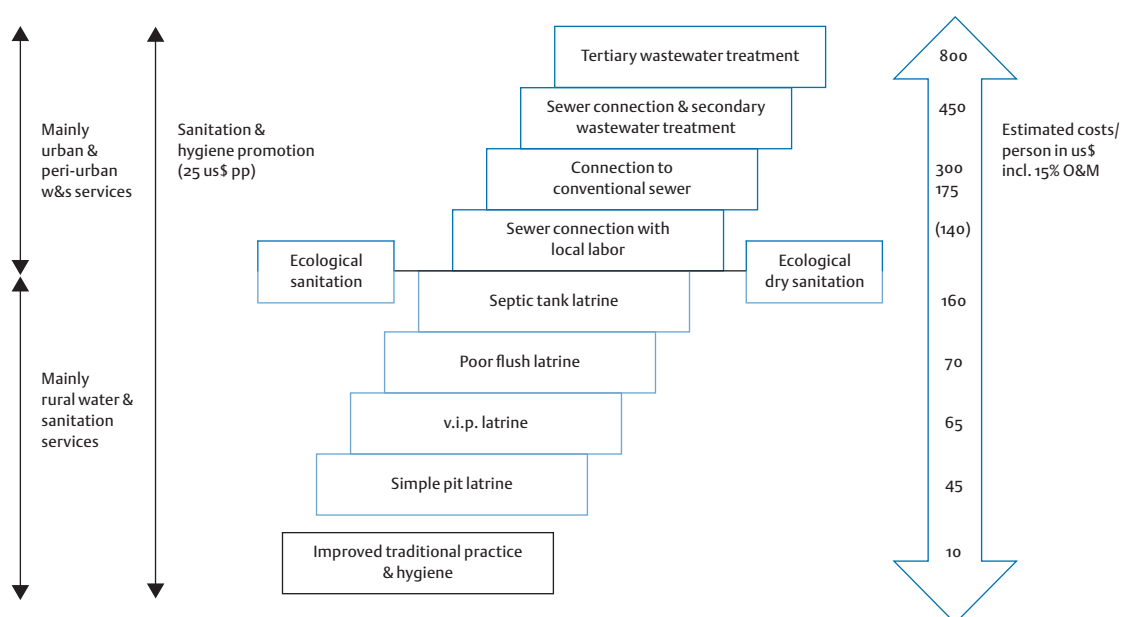 Mainly
urban &
peri-urban
w&s services
Mainly
rural water &
sanitation
services
Sanitation &
hygiene promotion
(25 us$ pp)
Tertiary wastewater treatment
Sewer connection & secondary
wastewater treatment
Connection to
conventional sewer
Sewer connection with
local labor
Ecological
sanitation
Ecological
dry sanitation
Septic tank latrine
Poor flush latrine
v.i.p. latrine
Simple pit latrine
Improved traditional practice
& hygiene
800
450
300
175
(140)
160
70
65
45
10
Estimated costs/
person in us$
incl. 15% O&M